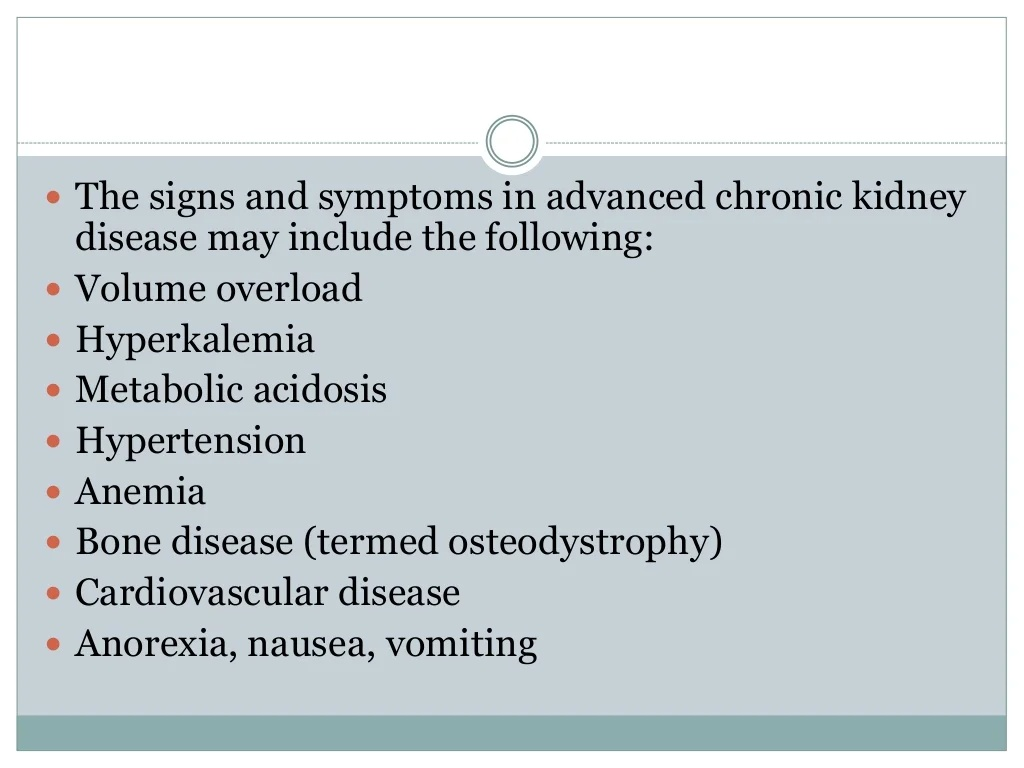 • The signs and symptoms in advanced chronic kidney
disease may include the following:
• Volume overload
• Hyperkalemia
• Metabolic acidosis
• Hypertension
• Anemia
• Bone disease (termed osteodystrophy)
• Cardiovascular disease
• Anorexia, nausea, vomiting